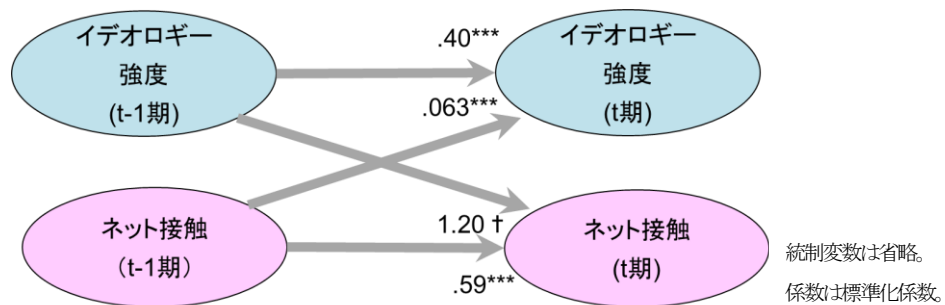 イデオロギー
強度
(t-1期)
.40***
イデオロギー
強度
(t期)
.063***
ネット接触
（t-1期）
1.20 †
.59***
ネット接触
(t期)
統制変数は省略。
係数は標準化係数。